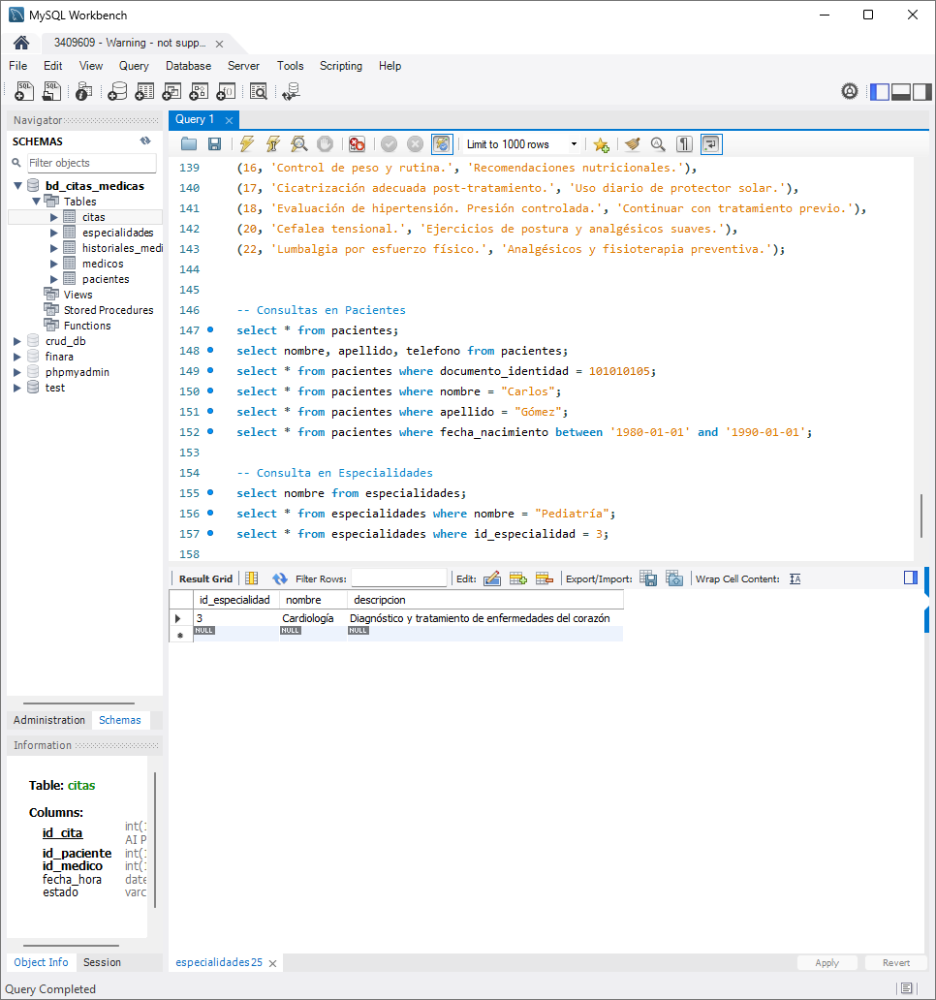 MySQL Workbench
3409609 - Warning - not supp...
File Edit View Query Database Server Tools Scripting Help
Navigator
SCHEMAS
Filter objects
bd_citas_medicas
Tables
citas
especialidades
historiales_medi
medicos
pacientes
Views
Stored Procedures
Functions
crud_db
finara
phpmyadmin
test
Administration Schemas
Information
Table: citas
Columns:
id_cita int(1
AI P
id_paciente int(1
id_medico int(1
fecha_hora date
estado varc
Object Info Session
Query 1
Limit to 1000 rows
139 (16, 'Control de peso y rutina.', 'Recomendaciones nutricionales.'),
140 (17, 'Cicatrización adecuada post-tratamiento.', 'Uso diario de protector solar.'),
141 (18, 'Evaluación de hipertensión. Presión controlada.', 'Continuar con tratamiento previo.'),
142 (20, 'Cefalea tensional.', 'Ejercicios de postura y analgésicos suaves.'),
143 (22, 'Lumbalgia por esfuerzo físico.', 'Analgésicos y fisioterapia preventiva.');
144
145
146 -- Consultas en Pacientes
147 select * from pacientes;
148 select nombre, apellido, telefono from pacientes;
149 select * from pacientes where documento_identidad = 101010105;
150 select * from pacientes where nombre = "Carlos";
151 select * from pacientes where apellido = "Gómez";
152 select * from pacientes where fecha_nacimiento between '1980-01-01' and '1990-01-01';
153
154 -- Consulta en Especialidades
155 select nombre from especialidades;
156 select * from especialidades where nombre = "Pediatría";
157 select * from especialidades where id_especialidad = 3;
158
Result Grid Filter Rows: Edit: Export/Import: Wrap Cell Content:
id_especialidad nombre descripcion
3 Cardiología Diagnóstico y tratamiento de enfermedades del corazón
NULL NULL NULL
especialidades 25 Apply Revert
Query Completed